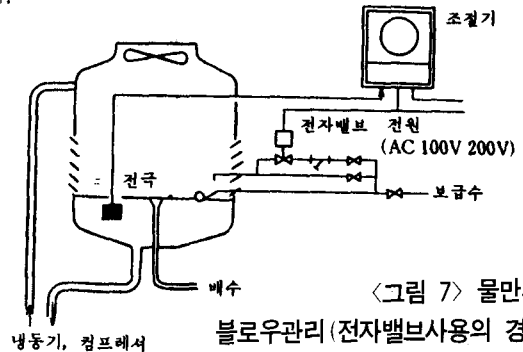 조절기
전자밸브 전원
(AC 100V 200V)
전극
보급수
배수
냉동기, 컴프레서
<그림 7> 물만
블로우관리(전자밸브사용의 경